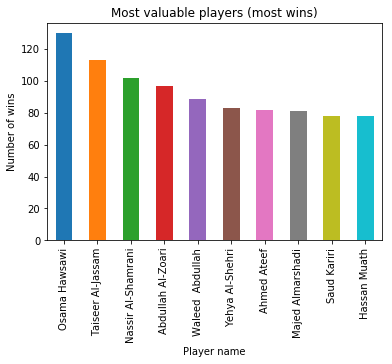 Most valuable players (most wins)
120
100
80
60
40
20
0
Number of wins
Osama Hawsawi
Taiseer Al-Jassam
Nassir Al-Shamrani
Abdullah Al-Zoari
Waleed  Abdullah
Yehya Al-Shehri
Ahmed Ateef
Majed Almarshadi
Saud Kariri
Hassan Muath
Player name